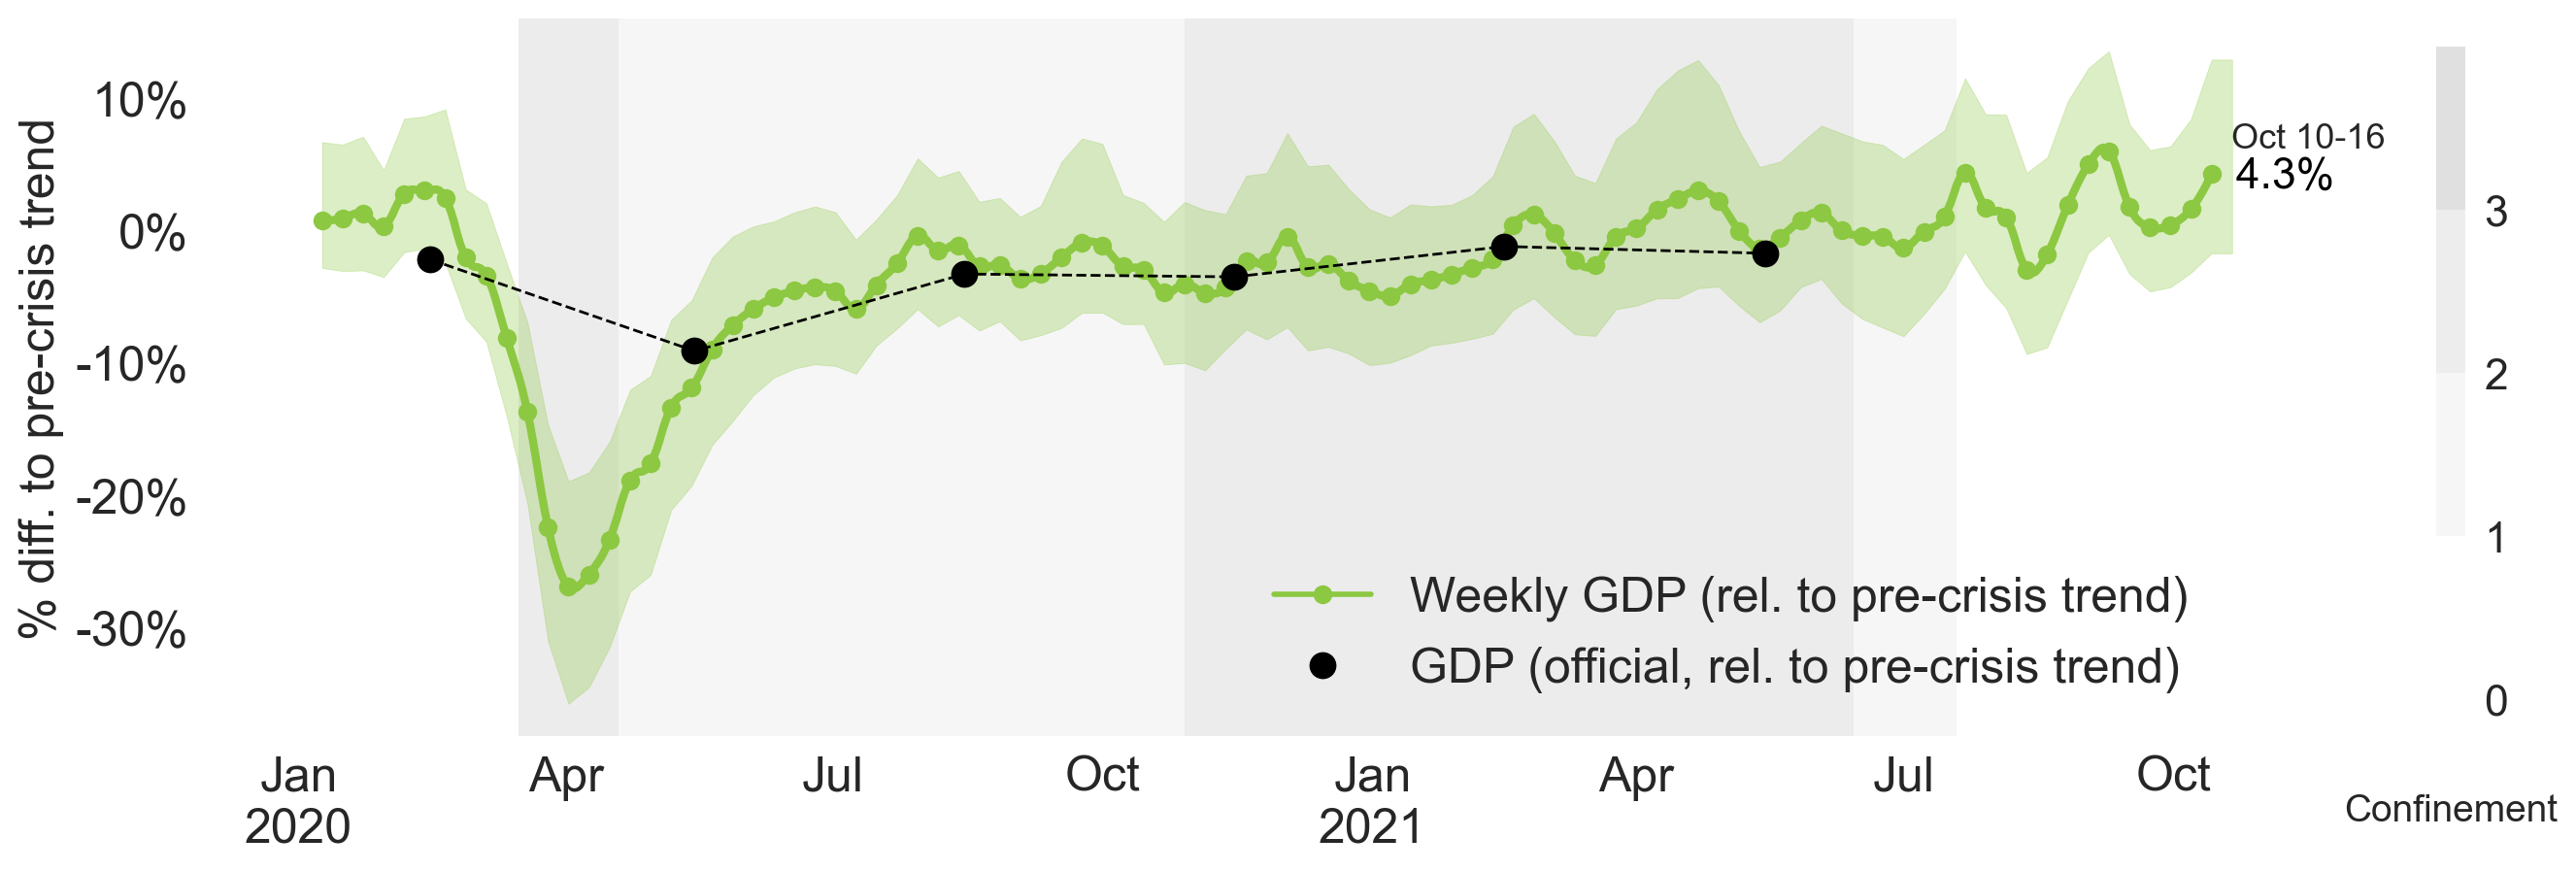 % diff. to pre-crisis trend
10%
0%
-10%
-20%
-30%
Oct 10-16
4.3%
3
2
1
0
Weekly GDP (rel. to pre-crisis trend)
GDP (official, rel. to pre-crisis trend)
Jan Apr Jul Oct Jan Apr Jul Oct
2020 2021
Confinement